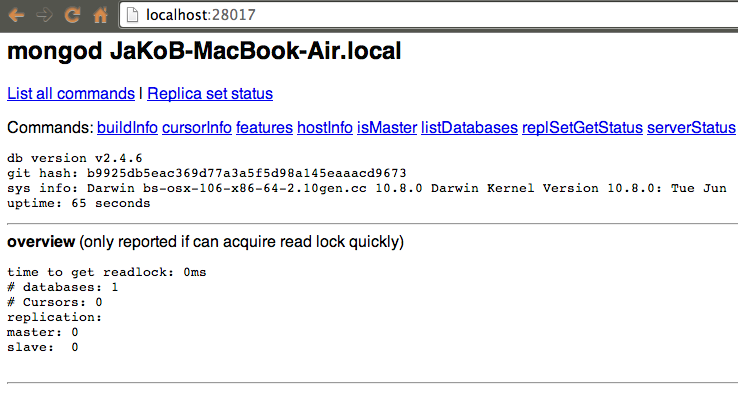 localhost:28017
mongod JaKoB-MacBook-Air.local
List all commands | Replica set status
Commands: buildInfo cursorInfo features hostInfo isMaster listDatabases replSetGetStatus serverStatus
db version v2.4.6
git hash: b9925db5eac369d77a3a5f5d98a145eaaacd9673
sys info: Darwin bs-osx-106-x86-64-2.10gen.cc 10.8.0 Darwin Kernel Version 10.8.0: Tue Jun
uptime: 65 seconds
overview (only reported if can acquire read lock quickly)
time to get readlock: 0ms
# databases: 1
# Cursors: 0
replication:
master: 0
slave:  0